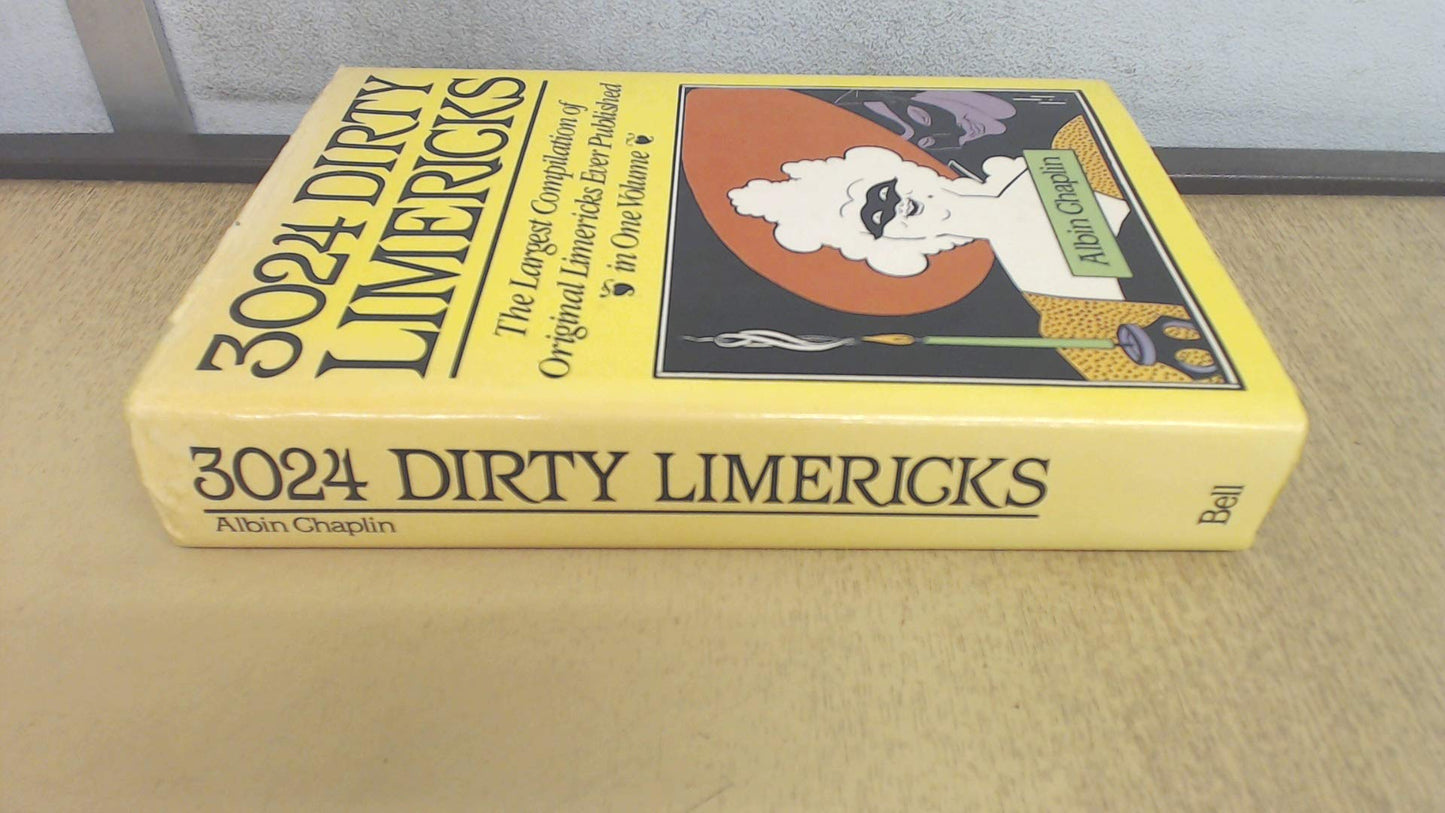 3024 DIRTY
LIMERICKS
The Largest Compilation of
Original Limericks Ever Published
in One Volume
Albin Chaplin
3024 DIRTY LIMERICKS
Albin Chaplin
Bell